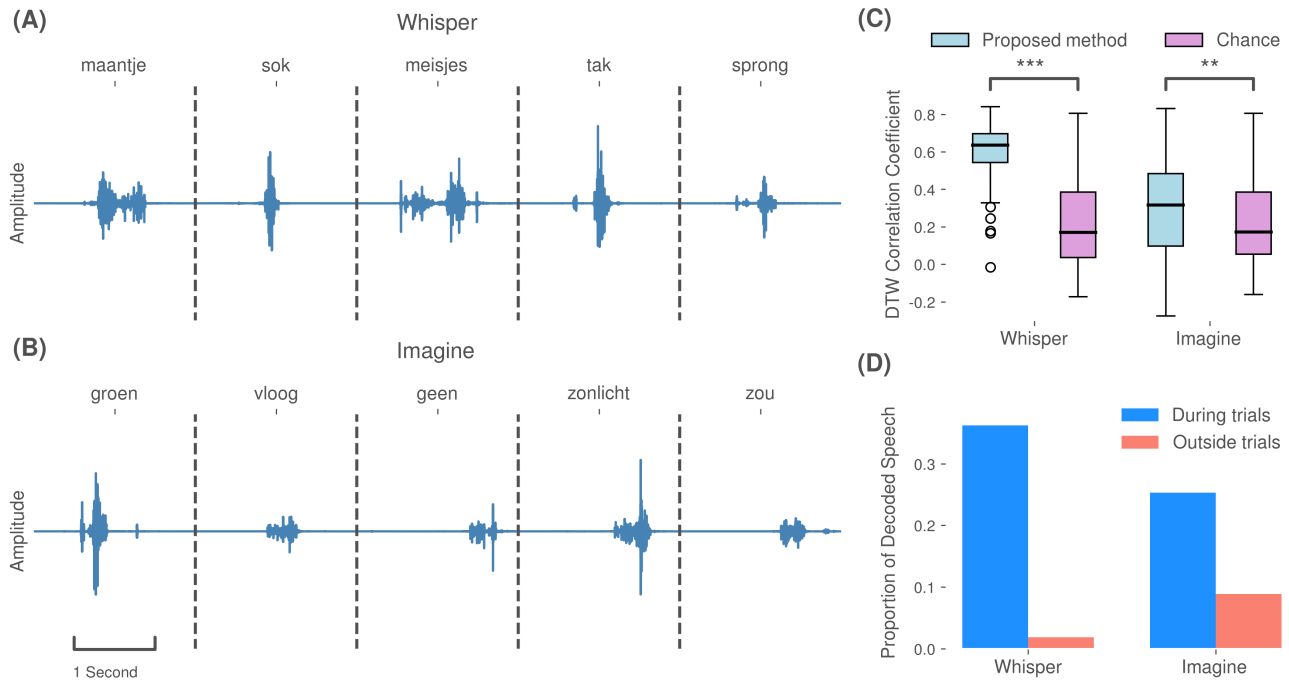 (A)
Whisper
maantje sok meisjes tak sprong
Amplitude
(B)
Imagine
groen vloog geen zonlicht zou
Amplitude
1 Second
(C)
Proposed method Chance
*** **
DTW Correlation Coefficient
0.8
0.6
0.4
0.2
0.0
-0.2
Whisper Imagine
(D)
During trials
Outside trials
Proportion of Decoded Speech
0.3
0.2
0.1
0.0
Whisper Imagine